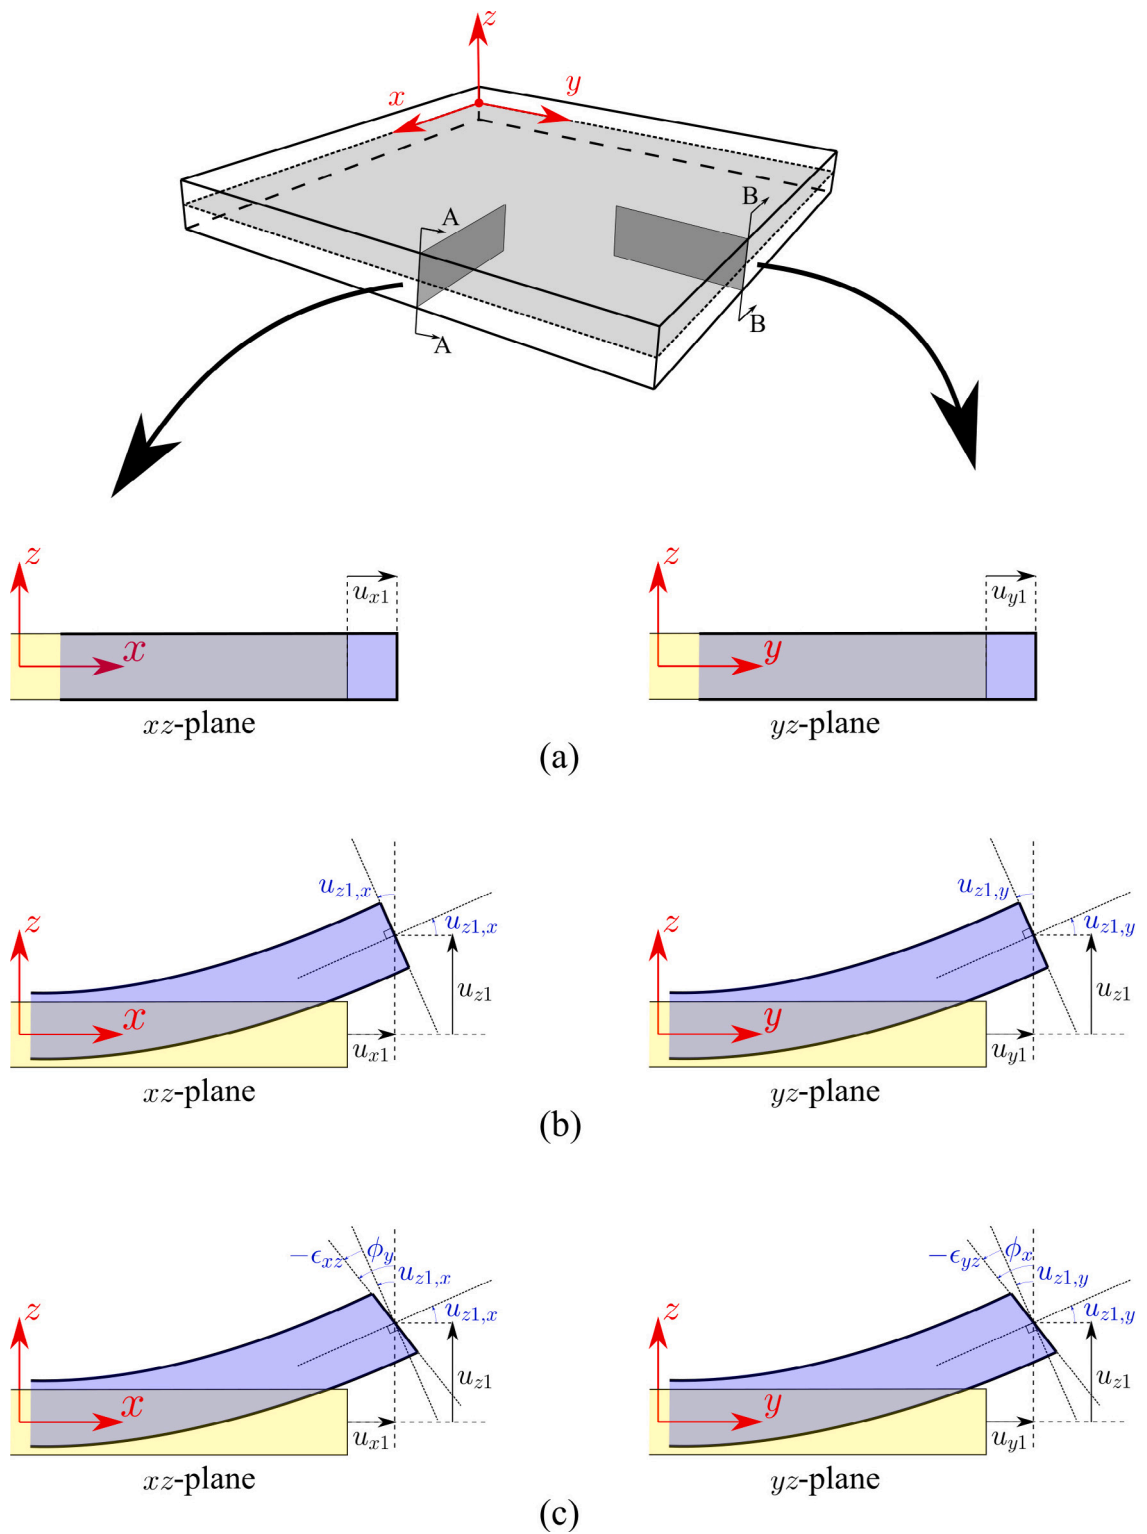 z
x y
A B
A B
z z
u_{x1} u_{y1}
x y
xz-plane yz-plane
(a)
u_{z1,x} u_{z1,y}
z u_{z1,x} z u_{z1,y}
u_{z1} u_{z1}
x y
u_{x1} u_{y1}
xz-plane yz-plane
(b)
−ϵ_{xz} ϕ_y −ϵ_{yz} ϕ_x
u_{z1,x} u_{z1,y}
z u_{z1,x} z u_{z1,y}
u_{z1} u_{z1}
x y
u_{x1} u_{y1}
xz-plane yz-plane
(c)